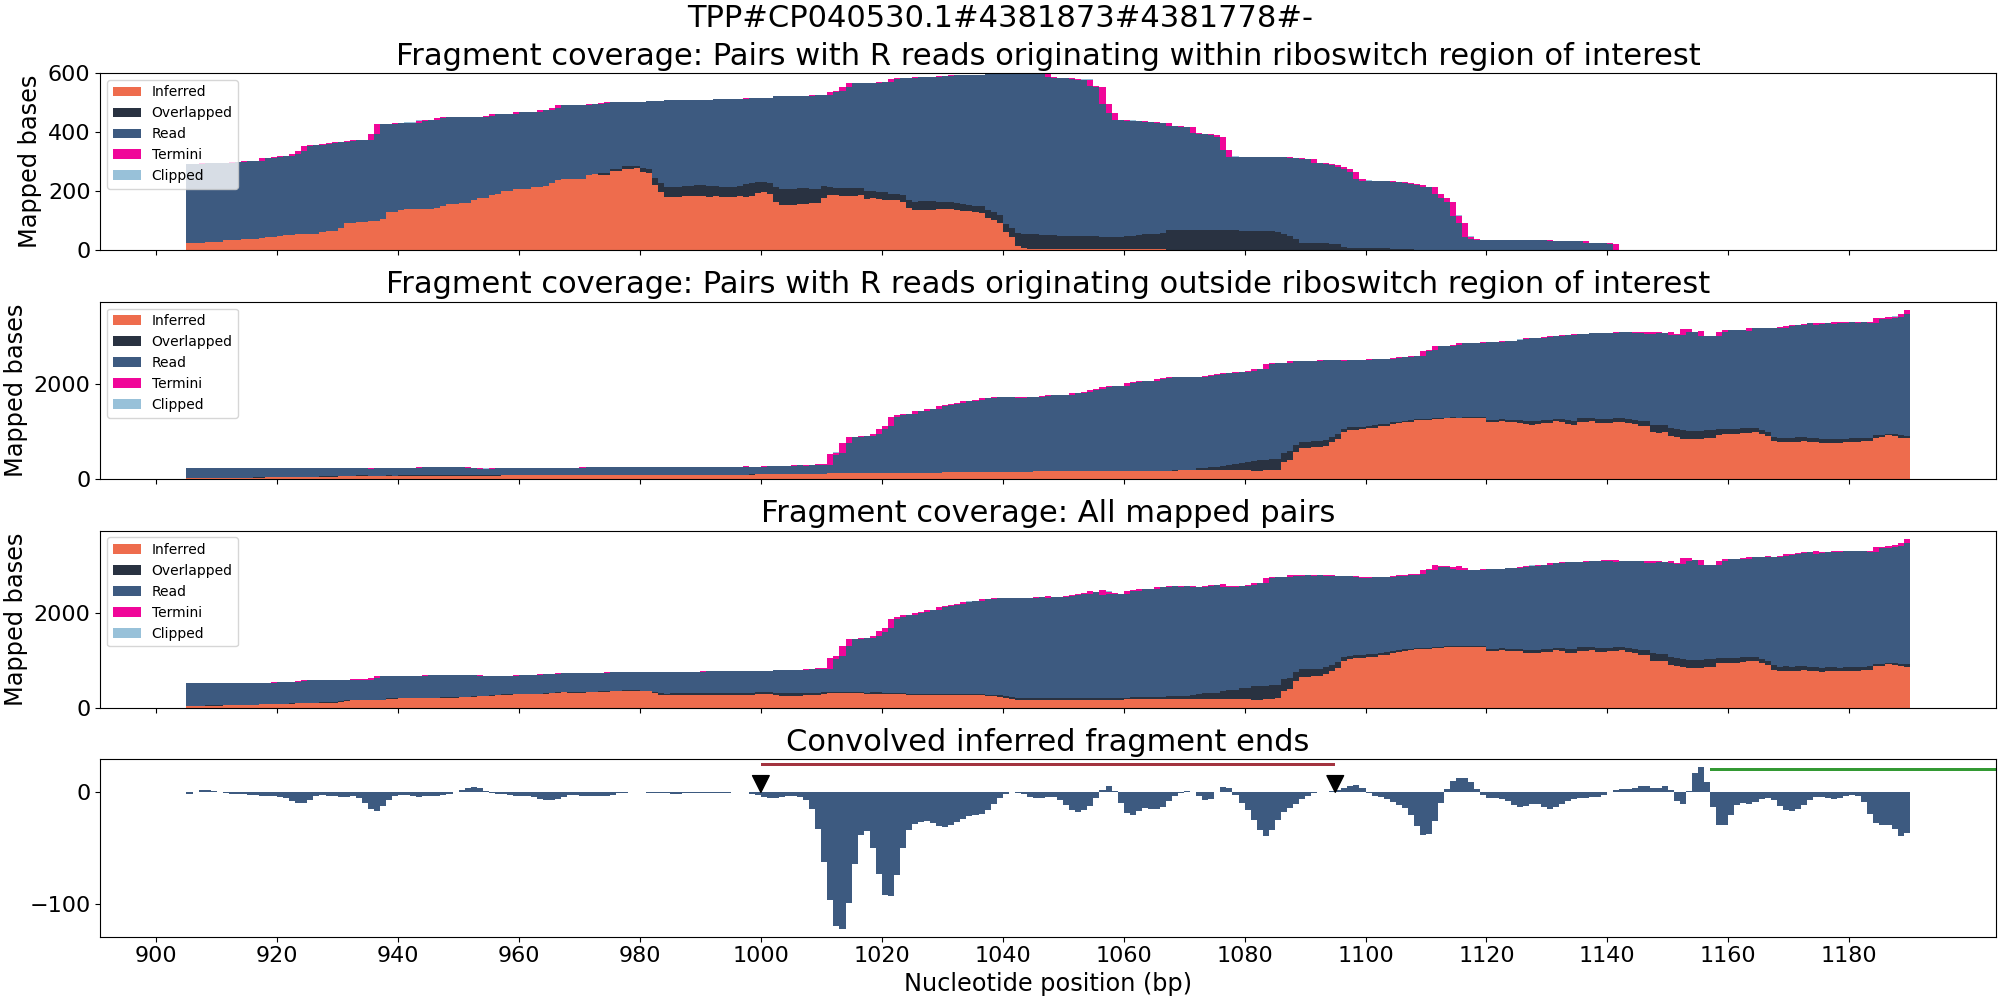 TPP#CP040530.1#4381873#4381778#-
Fragment coverage: Pairs with R reads originating within riboswitch region of interest
Mapped bases
600
400
200
0
Inferred
Overlapped
Read
Termini
Clipped
Fragment coverage: Pairs with R reads originating outside riboswitch region of interest
Mapped bases
2000
0
Inferred
Overlapped
Read
Termini
Clipped
Fragment coverage: All mapped pairs
Mapped bases
2000
0
Inferred
Overlapped
Read
Termini
Clipped
Convolved inferred fragment ends
0
−100
900 920 940 960 980 1000 1020 1040 1060 1080 1100 1120 1140 1160 1180
Nucleotide position (bp)